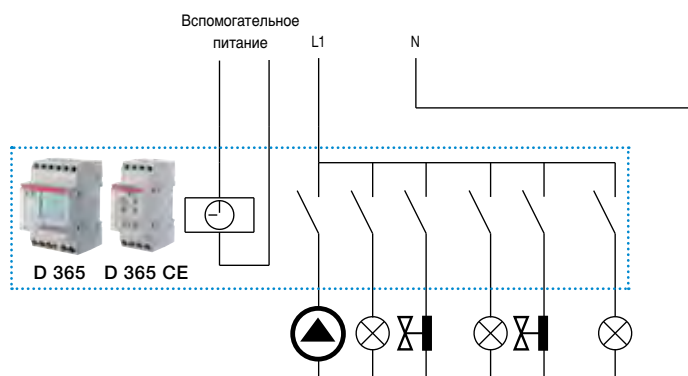 Вспомогательное
питание
L1
N
D 365
D 365 CE